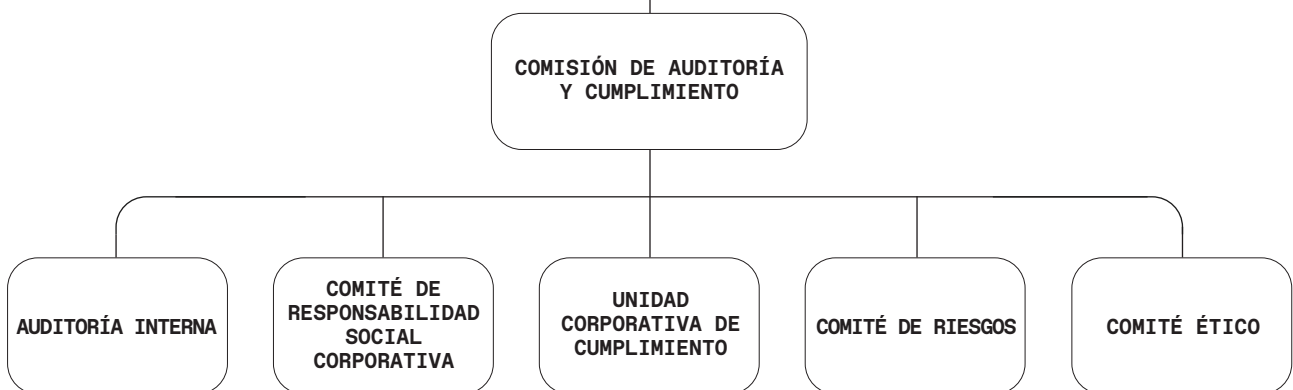 COMISIÓN DE AUDITORÍA
Y CUMPLIMIENTO
AUDITORÍA INTERNA
COMITÉ DE
RESPONSABILIDAD
SOCIAL
CORPORATIVA
UNIDAD
CORPORATIVA DE
CUMPLIMIENTO
COMITÉ DE RIESGOS
COMITÉ ÉTICO